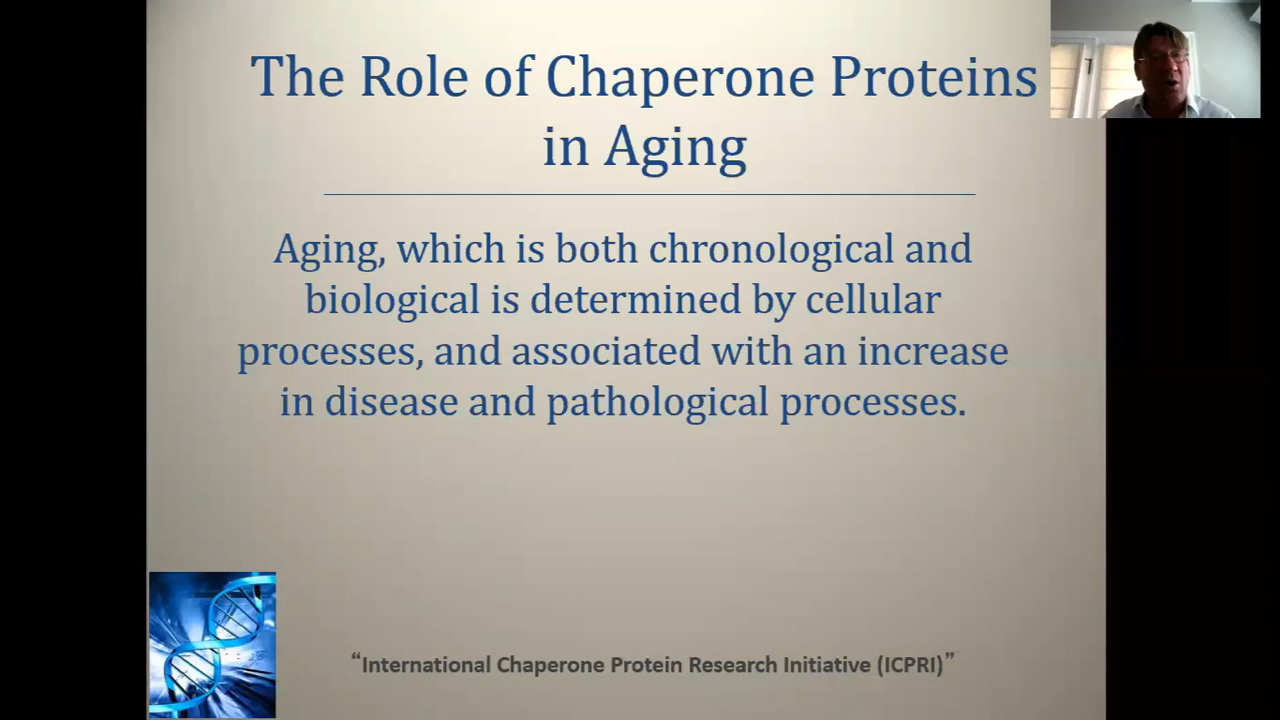 The Role of Chaperone Proteins
in Aging
Aging, which is both chronological and
biological is determined by cellular
processes, and associated with an increase
in disease and pathological processes.
“International Chaperone Protein Research Initiative (ICPRI)”